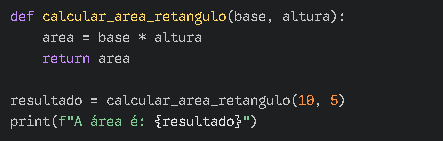 def calcular_area_retangulo(base, altura):
    area = base * altura
    return area

resultado = calcular_area_retangulo(10, 5)
print(f"A área é: {resultado}")